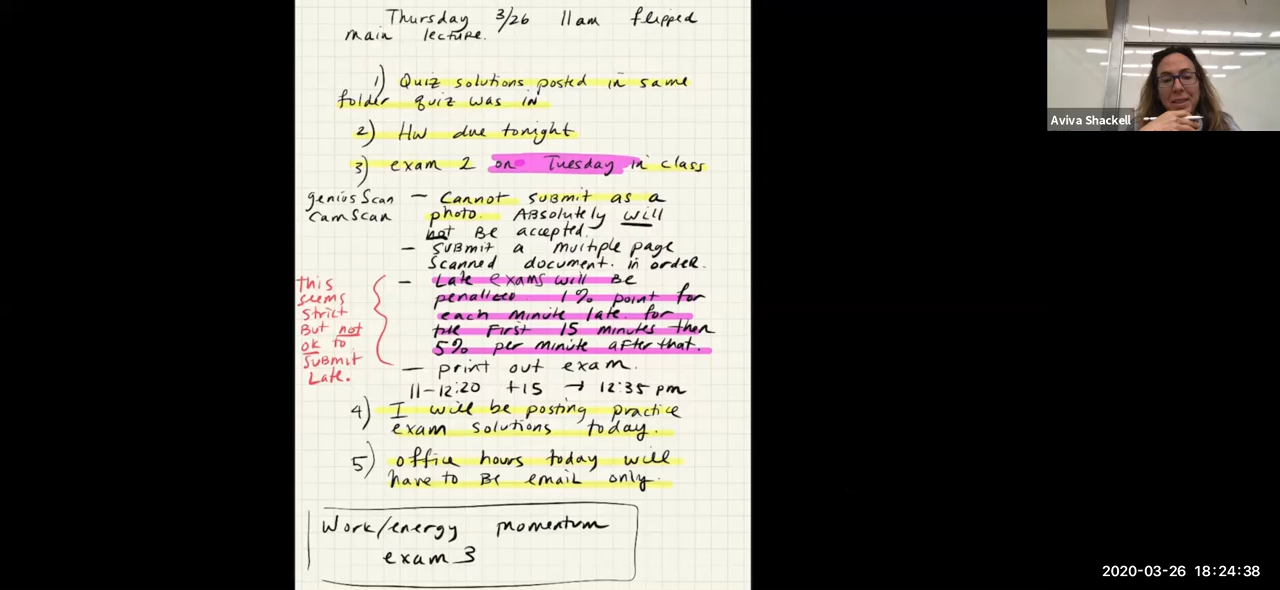 Thursday 3/26 11am flipped
main lecture.
1) Quiz solutions posted in same
folder quiz was in
2) HW due tonight
3) exam 2 on Tuesday in class
genius Scan
CamScan
- Cannot submit as a
photo. Absolutely will
not Be accepted.
- Submit a multiple page
Scanned document. in order.
- Late exams will Be
penalized 1% point for
each minute late for
the First 15 minutes then
5% per minute after that.
this
seems
strict
But not
ok to
submit
Late.
- print out exam.
11-12:20 +15 → 12:35 pm
4) I will be posting practice
exam solutions today.
5) office hours today will
have to Be email only.
Work/energy momentum
exam 3
Aviva Shackell
2020-03-26 18:24:38